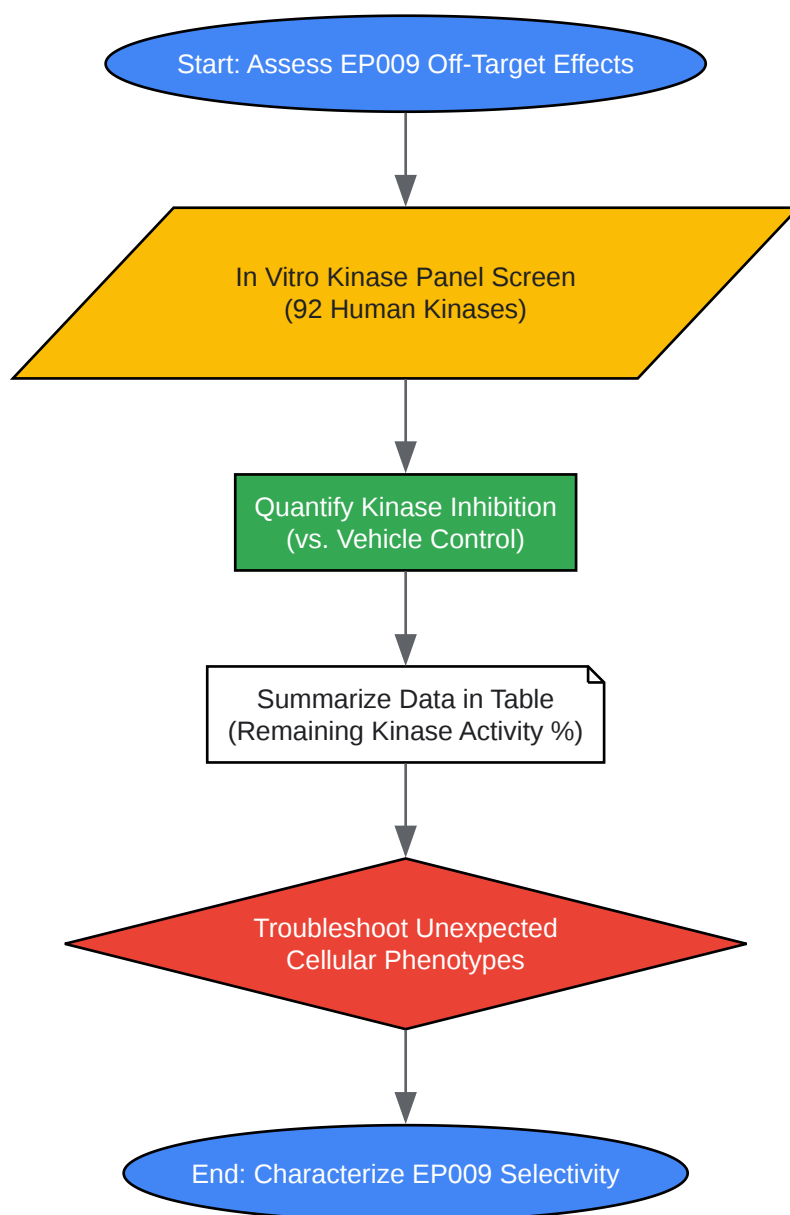 Start: Assess EP009 Off-Target Effects
In Vitro Kinase Panel Screen
(92 Human Kinases)
Quantify Kinase Inhibition
(vs. Vehicle Control)
Summarize Data in Table
(Remaining Kinase Activity %)
Troubleshoot Unexpected
Cellular Phenotypes
End: Characterize EP009 Selectivity